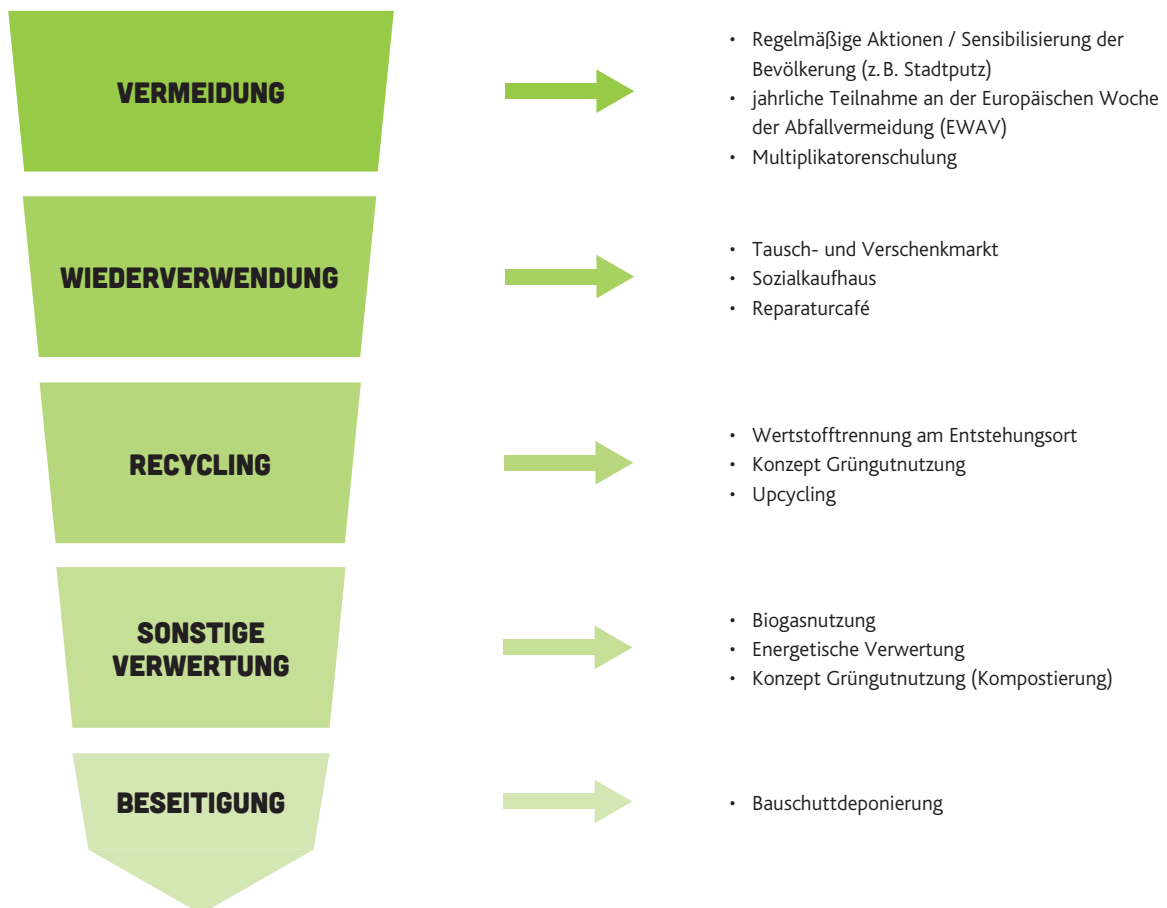 VERMEIDUNG
• Regelmäßige Aktionen / Sensibilisierung der
Bevölkerung (z. B. Stadtputz)
• jahrliche Teilnahme an der Europäischen Woche
der Abfallvermeidung (EWAV)
• Multiplikatorenschulung
WIEDERVERWENDUNG
• Tausch- und Verschenkmarkt
• Sozialkaufhaus
• Reparaturcafé
RECYCLING
• Wertstofftrennung am Entstehungsort
• Konzept Grüngutnutzung
• Upcycling
SONSTIGE
VERWERTUNG
• Biogasnutzung
• Energetische Verwertung
• Konzept Grüngutnutzung (Kompostierung)
BESEITIGUNG
• Bauschuttdeponierung